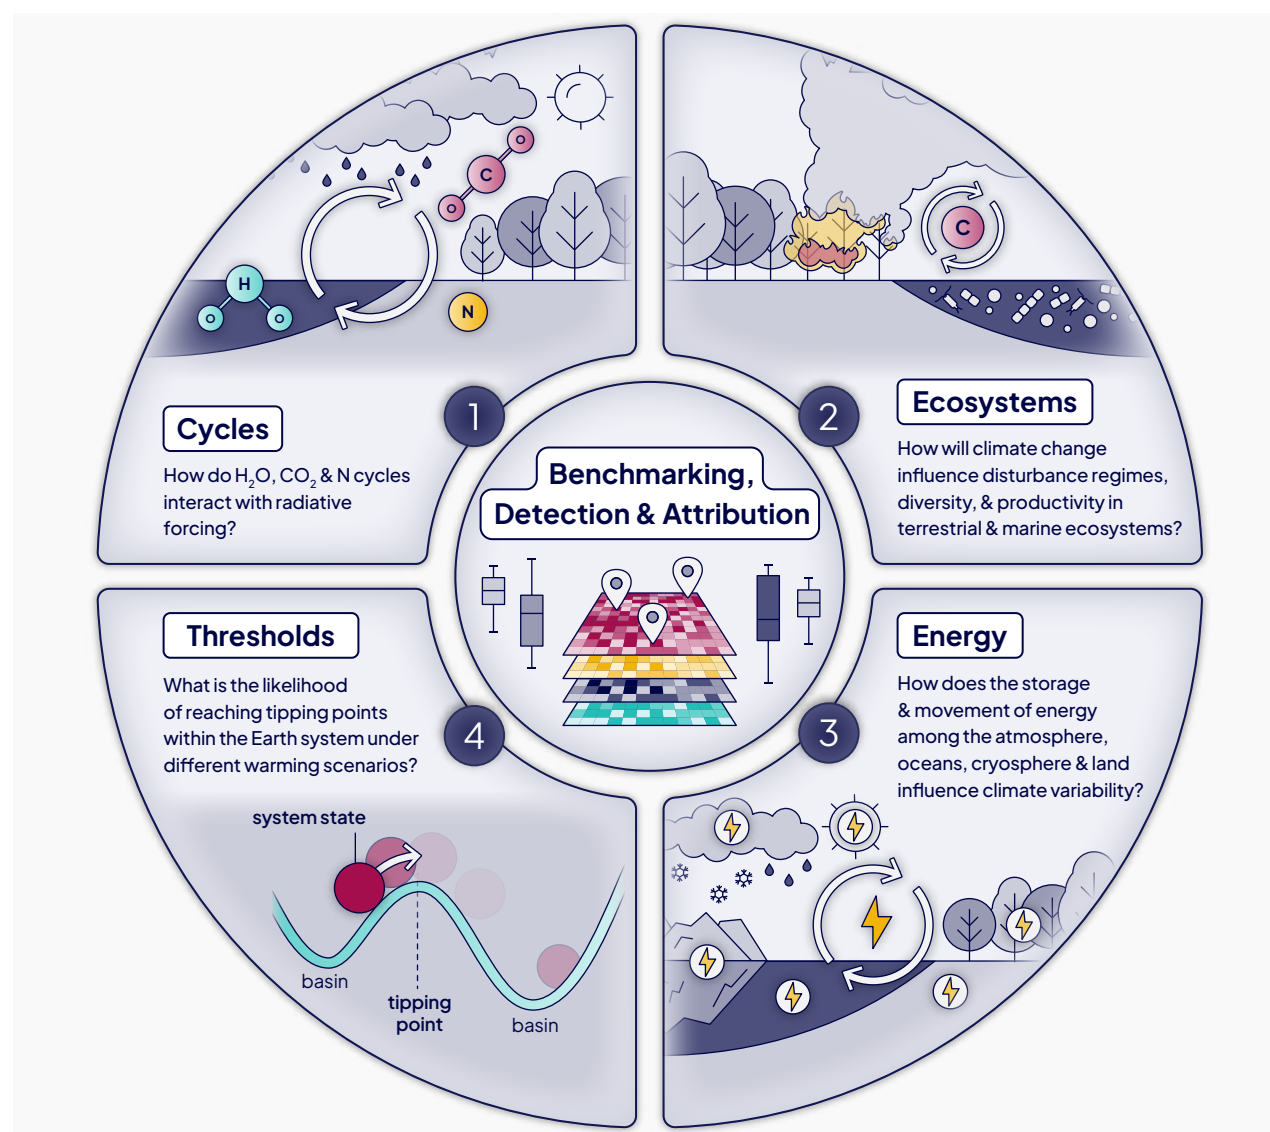 O
C
O
H
O
O
N
1
Cycles
How do H₂O, CO₂ & N cycles
interact with radiative
forcing?
C
2
Ecosystems
How will climate change
influence disturbance regimes,
diversity, & productivity in
terrestrial & marine ecosystems?
Benchmarking,
Detection & Attribution
3
Energy
How does the storage
& movement of energy
among the atmosphere,
oceans, cryosphere & land
influence climate variability?
4
Thresholds
What is the likelihood
of reaching tipping points
within the Earth system under
different warming scenarios?
system state
basin
tipping
point
basin